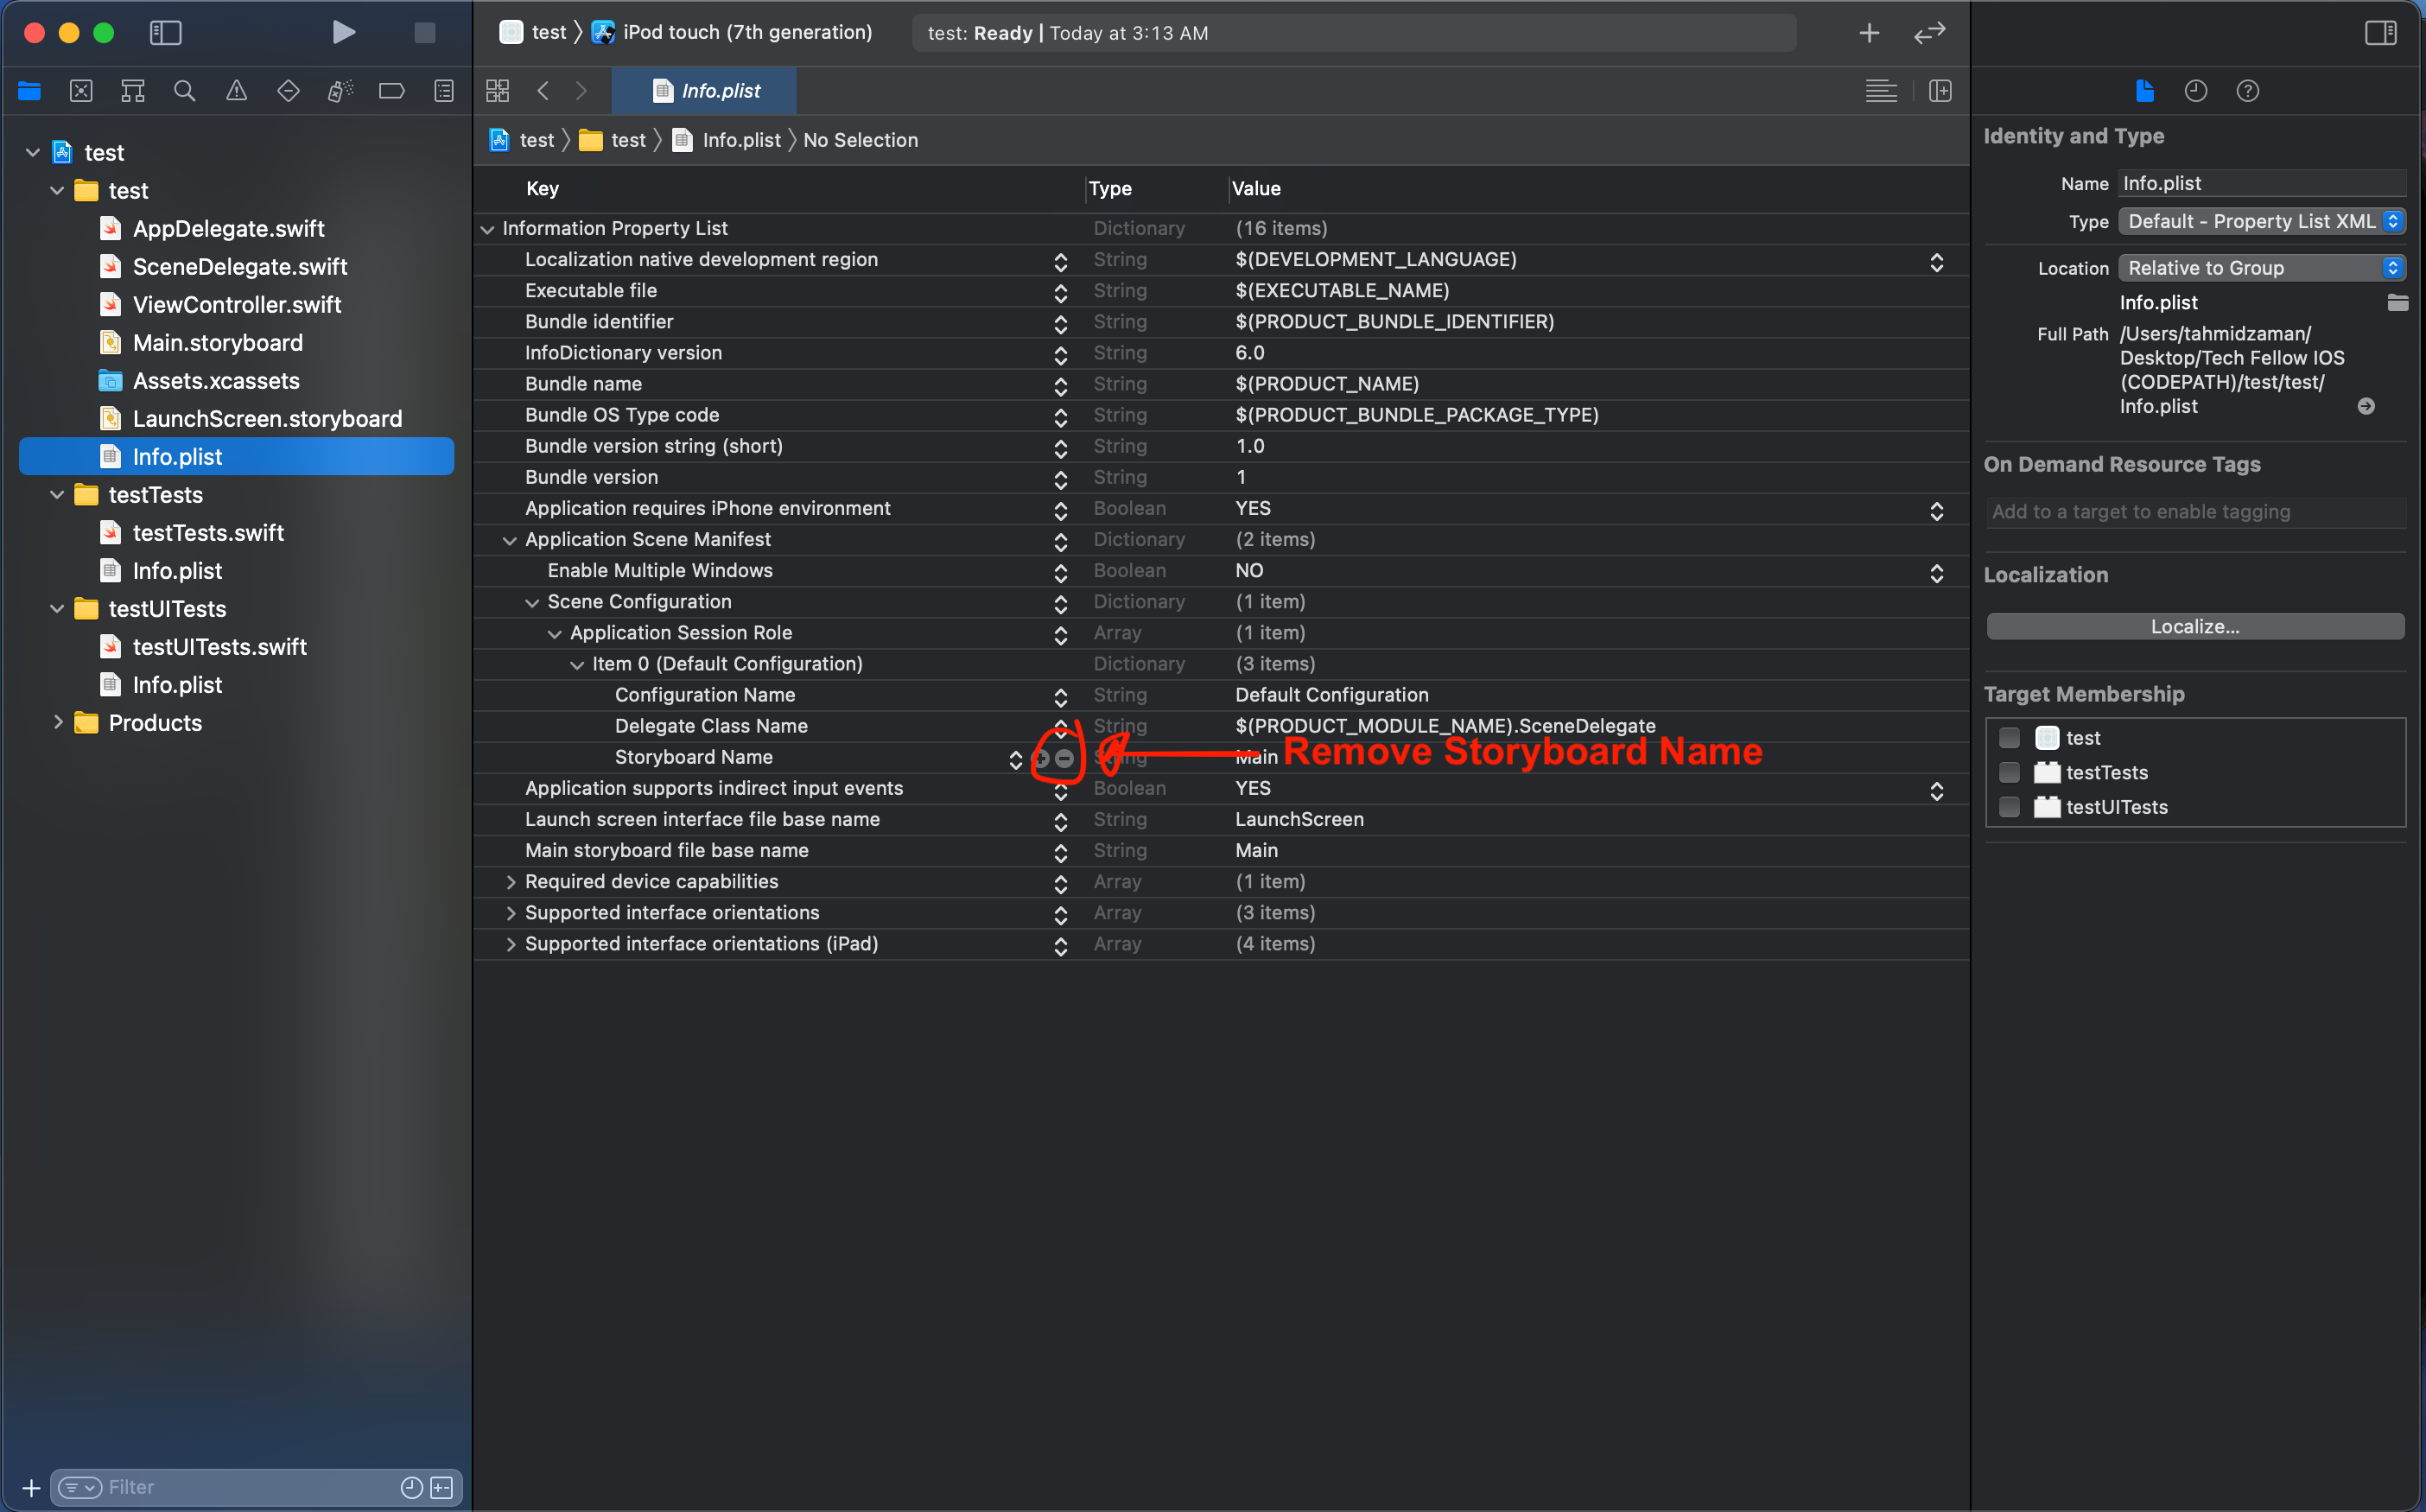 test 〉 iPod touch (7th generation)
test: Ready | Today at 3:13 AM
Info.plist
test 〉 test 〉 Info.plist 〉 No Selection
test
test
AppDelegate.swift
SceneDelegate.swift
ViewController.swift
Main.storyboard
Assets.xcassets
LaunchScreen.storyboard
Info.plist
testTests
testTests.swift
Info.plist
testUITests
testUITests.swift
Info.plist
Products
Filter
Key Type Value
Information Property List Dictionary (16 items)
Localization native development region String $(DEVELOPMENT_LANGUAGE)
Executable file String $(EXECUTABLE_NAME)
Bundle identifier String $(PRODUCT_BUNDLE_IDENTIFIER)
InfoDictionary version String 6.0
Bundle name String $(PRODUCT_NAME)
Bundle OS Type code String $(PRODUCT_BUNDLE_PACKAGE_TYPE)
Bundle version string (short) String 1.0
Bundle version String 1
Application requires iPhone environment Boolean YES
Application Scene Manifest Dictionary (2 items)
Enable Multiple Windows Boolean NO
Scene Configuration Dictionary (1 item)
Application Session Role Array (1 item)
Item 0 (Default Configuration) Dictionary (3 items)
Configuration Name String Default Configuration
Delegate Class Name String $(PRODUCT_MODULE_NAME).SceneDelegate
Storyboard Name String Main
Remove Storyboard Name
Application supports indirect input events Boolean YES
Launch screen interface file base name String LaunchScreen
Main storyboard file base name String Main
Required device capabilities Array (1 item)
Supported interface orientations Array (3 items)
Supported interface orientations (iPad) Array (4 items)
Identity and Type
Name Info.plist
Type Default - Property List XML
Location Relative to Group
Info.plist
Full Path /Users/tahmidzaman/
Desktop/Tech Fellow IOS
(CODEPATH)/test/test/
Info.plist
On Demand Resource Tags
Add to a target to enable tagging
Localization
Localize...
Target Membership
test
testTests
testUITests